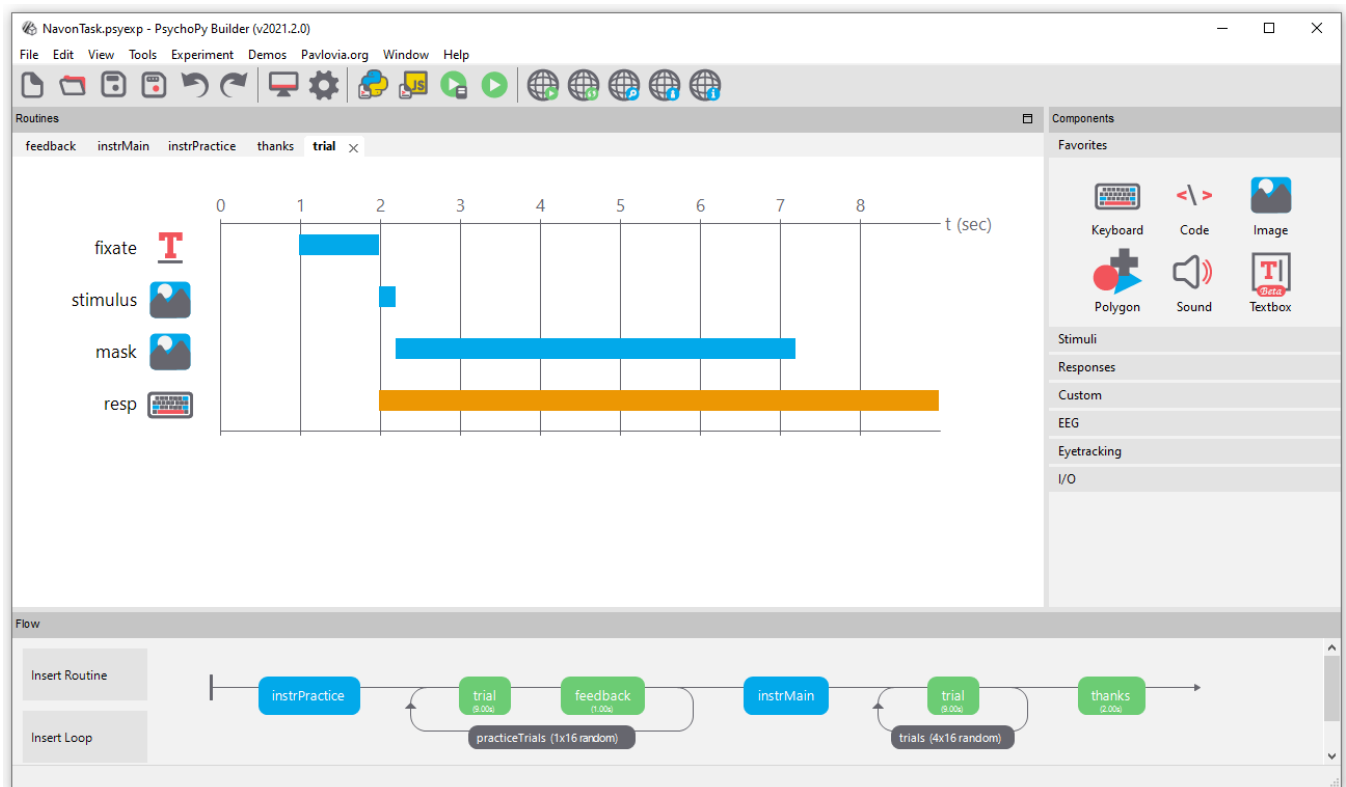 NavonTask.psyexp - PsychoPy Builder (v2021.2.0)
File Edit View Tools Experiment Demos Pavlovia.org Window Help
JS
Routines
feedback instrMain instrPractice thanks trial
0 1 2 3 4 5 6 7 8
t (sec)
fixate T
stimulus
mask
resp
Components
Favorites
Keyboard Code Image
T
Beta
Polygon Sound Textbox
Stimuli
Responses
Custom
EEG
Eyetracking
I/O
Flow
Insert Routine
Insert Loop
instrPractice
trial
(9.00s)
feedback
(1.00s)
practiceTrials (1x16 random)
instrMain
trial
(9.00s)
trials (4x16 random)
thanks
(2.00s)